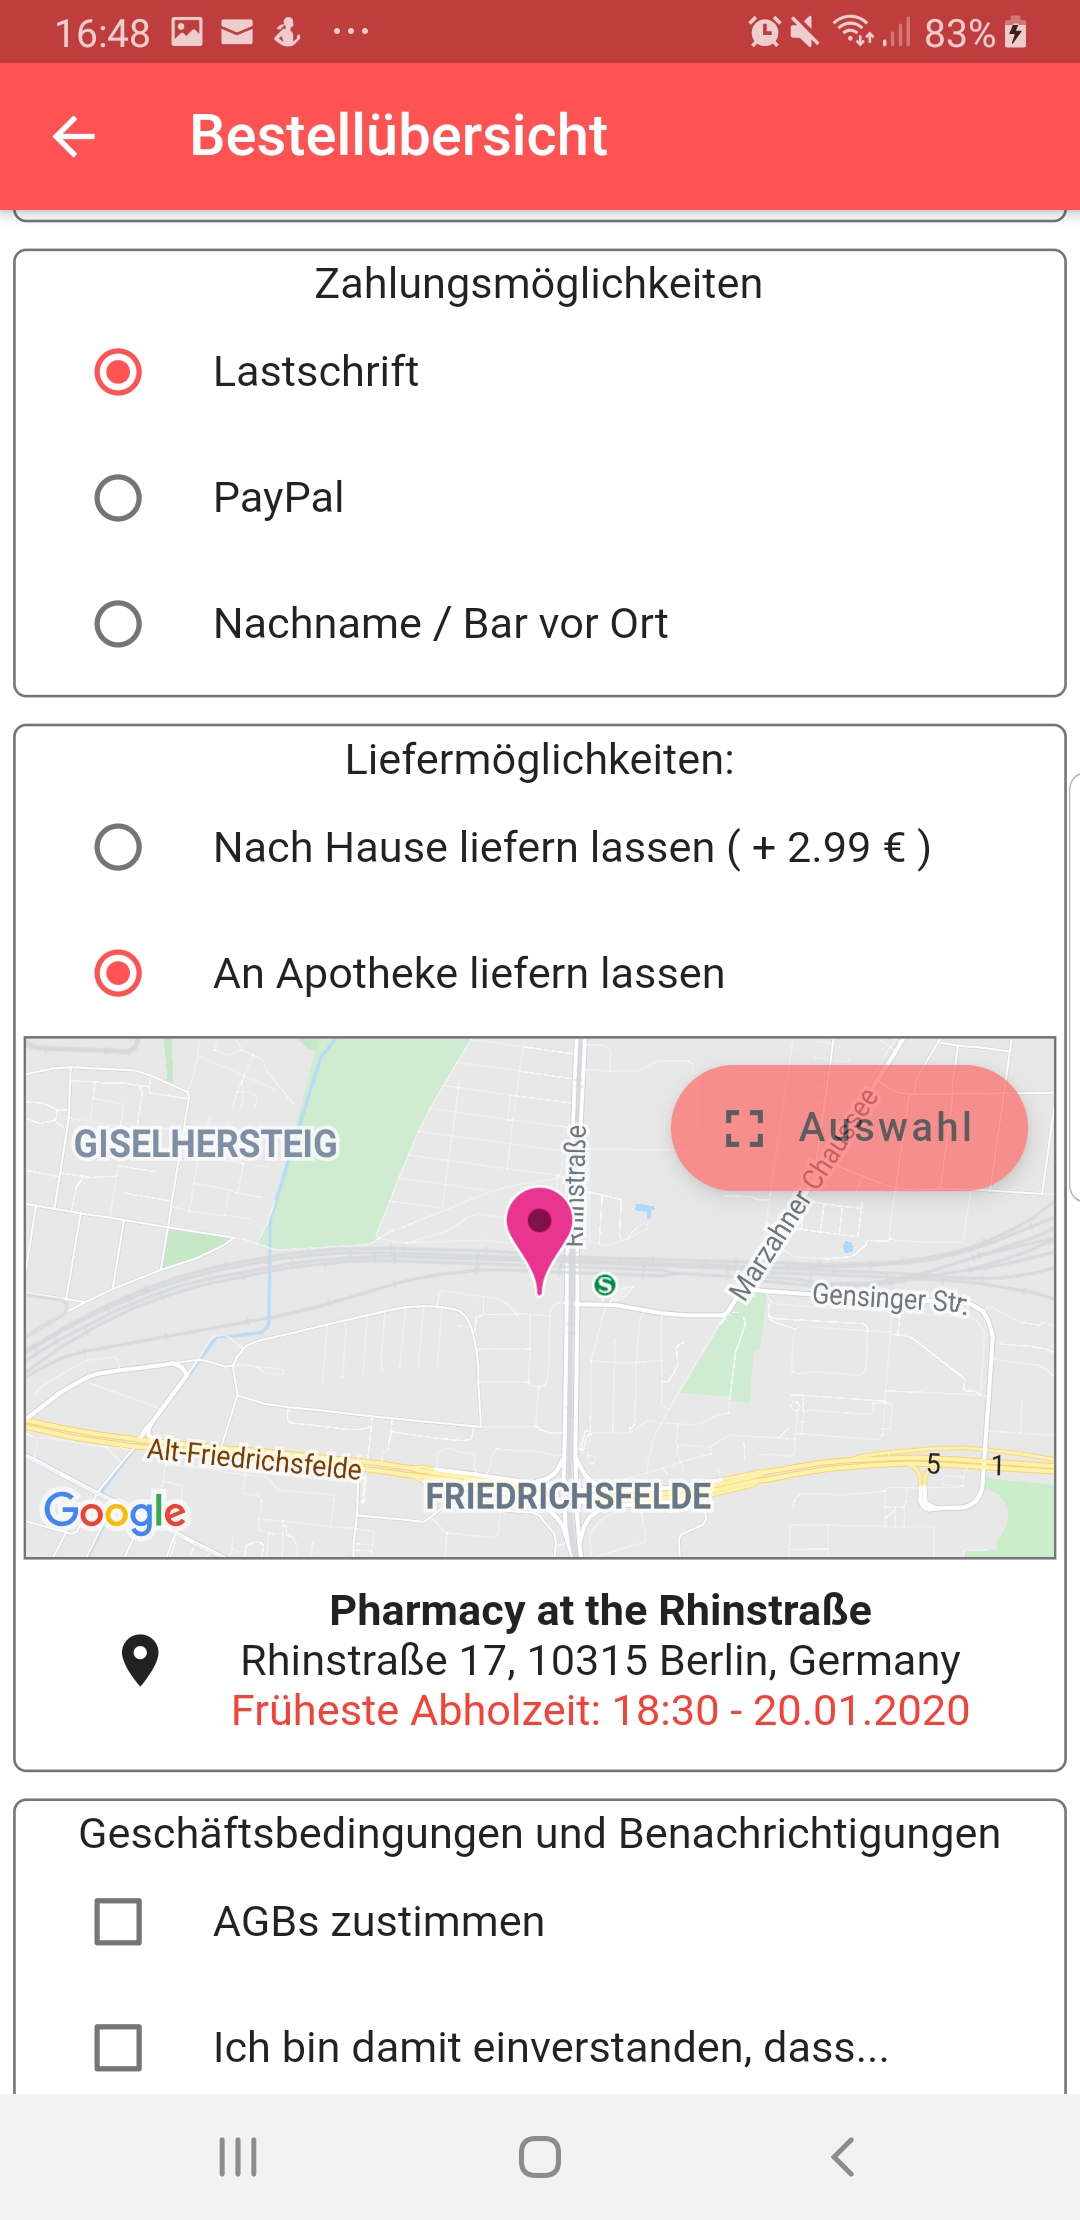 16:48
83%
Bestellübersicht
Zahlungsmöglichkeiten
Lastschrift
PayPal
Nachname / Bar vor Ort
Liefermöglichkeiten:
Nach Hause liefern lassen ( + 2.99 € )
An Apotheke liefern lassen
GISELHERSTEIG
Rhinstraße
Auswahl
Marzahner Chaussee
S
Gensinger Str.
Alt-Friedrichsfelde
FRIEDRICHSFELDE
5
1
Google
Pharmacy at the Rhinstraße
Rhinstraße 17, 10315 Berlin, Germany
Früheste Abholzeit: 18:30 - 20.01.2020
Geschäftsbedingungen und Benachrichtigungen
AGBs zustimmen
Ich bin damit einverstanden, dass...